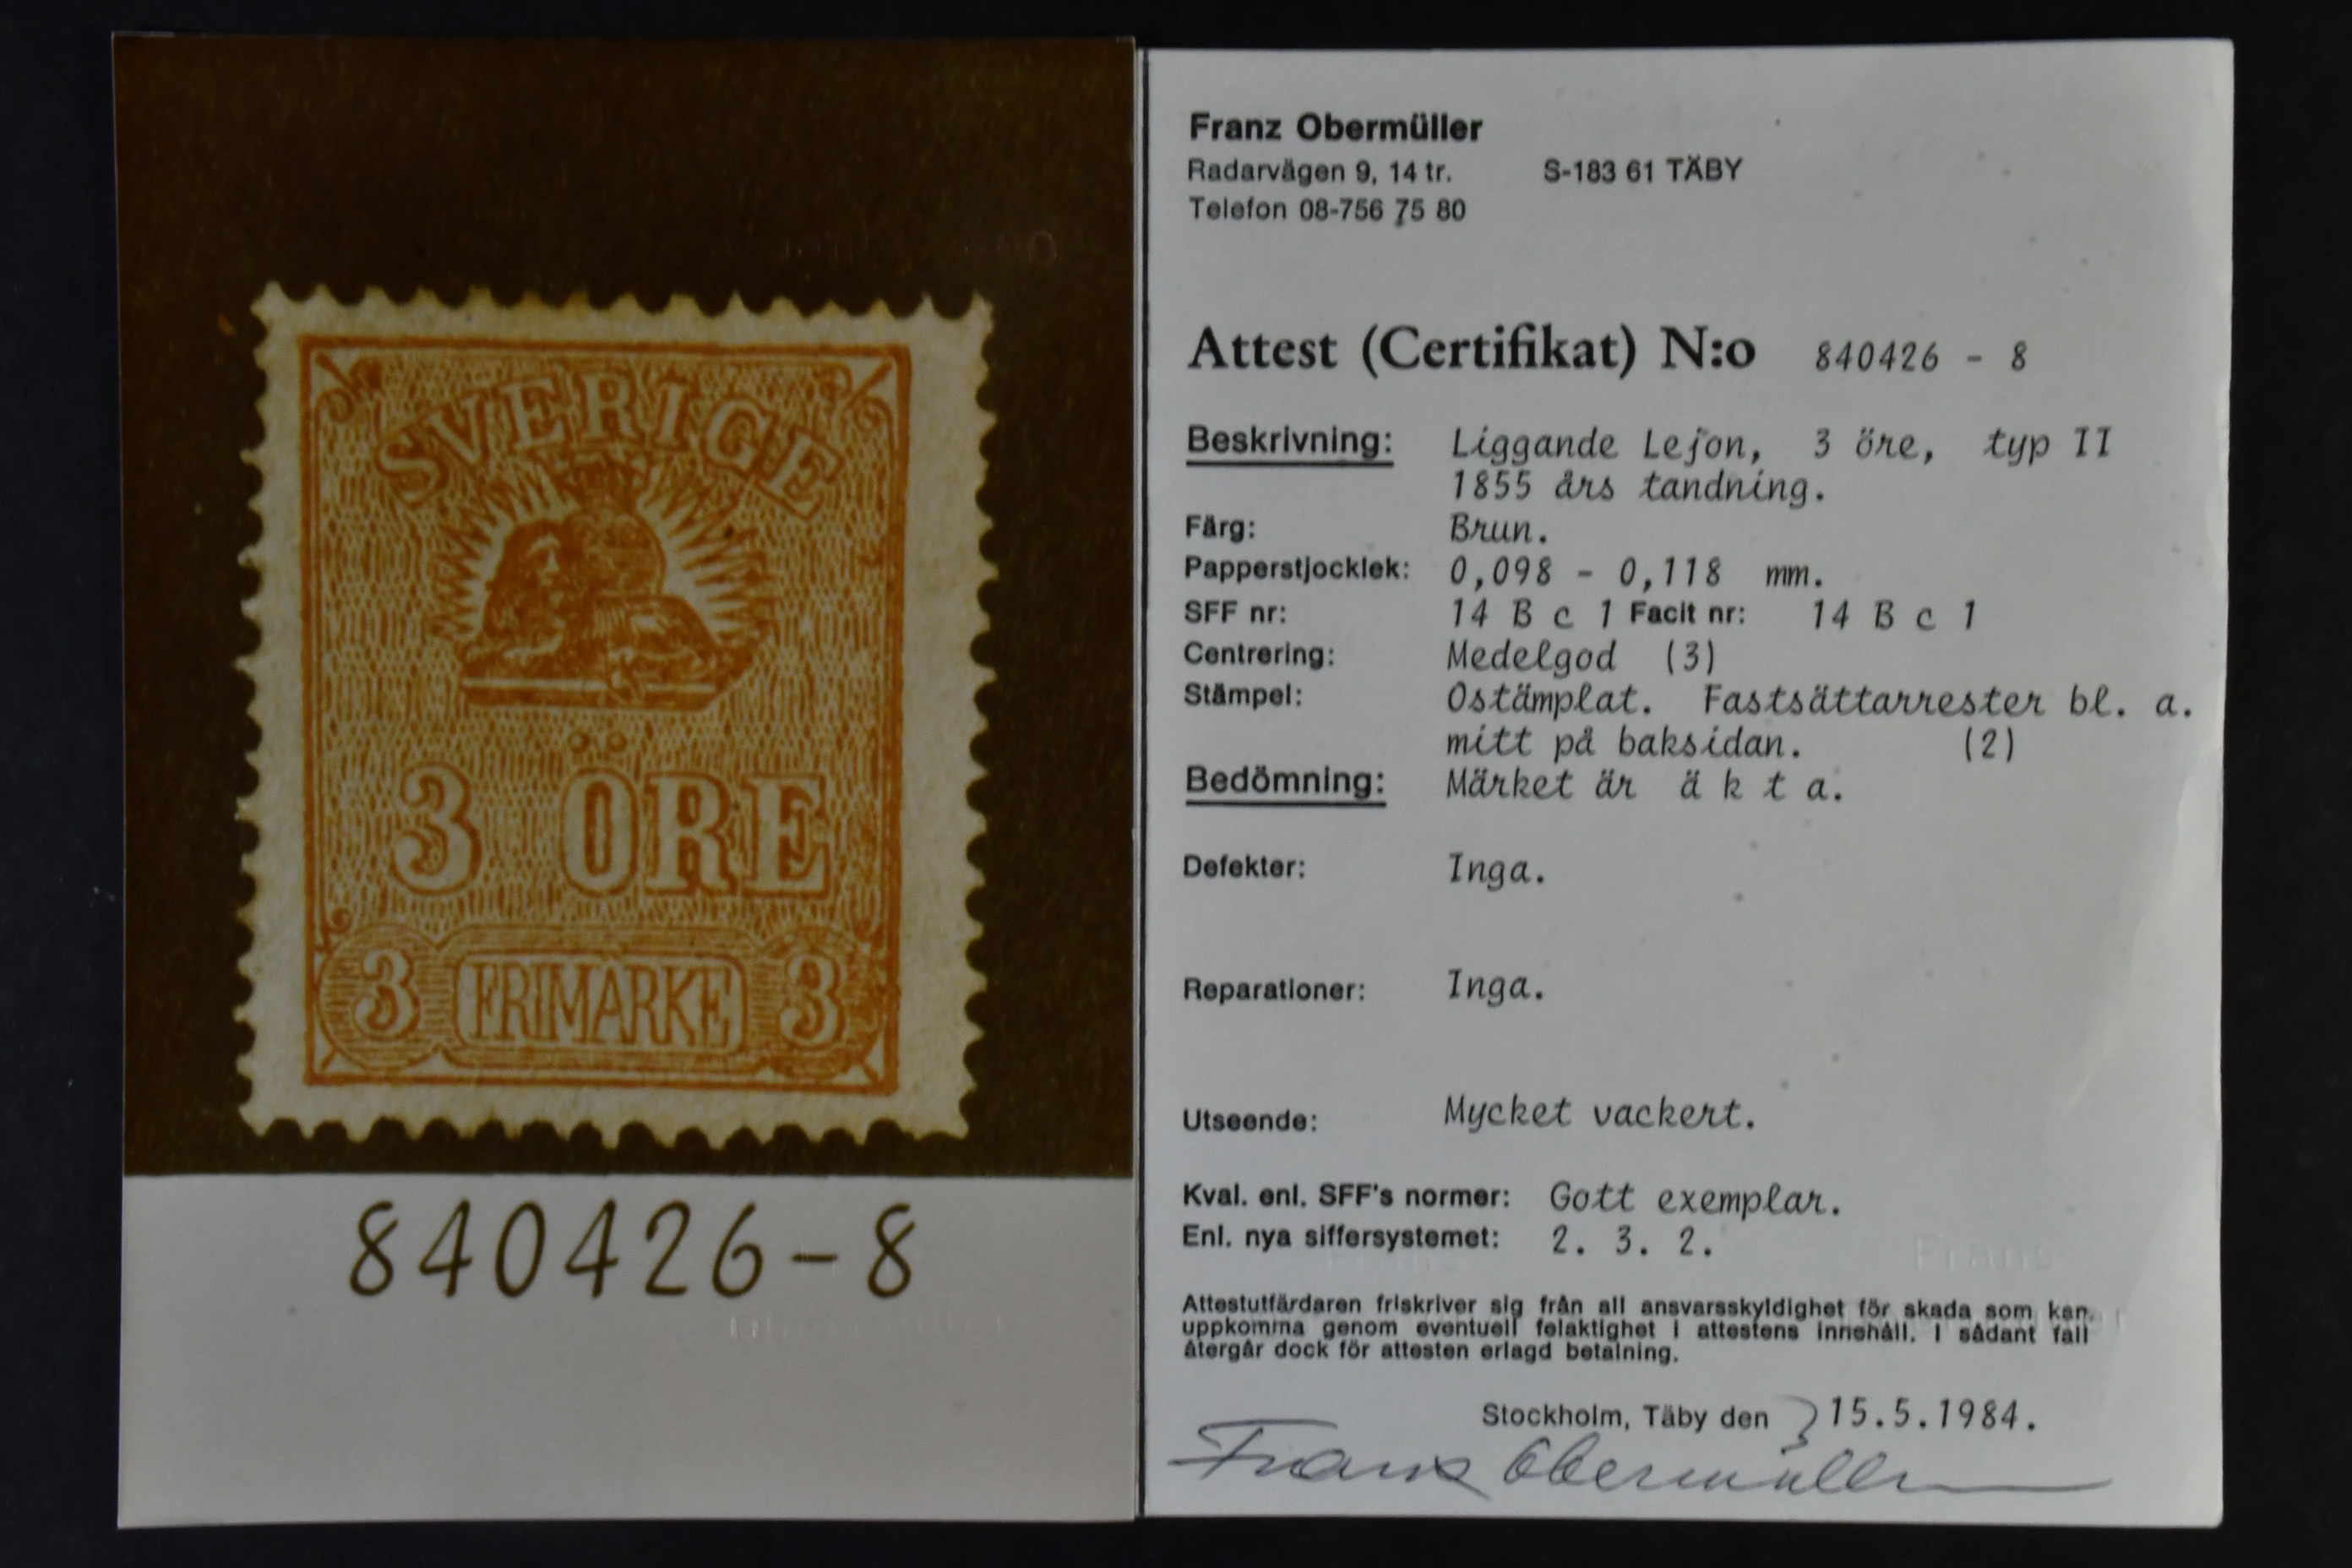 SVERIGE
3 ÖRE
3 FRIMÄRKE 3
840426-8
Franz Obermüller
Radarvägen 9, 14 tr. S-183 61 TÄBY
Telefon 08-756 75 80
Attest (Certifikat) N:o 840426 - 8
Beskrivning: Liggande Lejon, 3 öre, typ II
1855 års tandning.
Färg: Brun.
Papperstjocklek: 0,098 - 0,118 mm.
SFF nr: 14 B c 1 Facit nr: 14 B c 1
Centrering: Medelgod (3)
Stämpel: Ostämplat. Fastsättarrester bl. a.
mitt på baksidan. (2)
Bedömning: Märket är ä k t a.
Defekter: Inga.
Reparationer: Inga.
Utseende: Mycket vackert.
Kval. enl. SFF's normer: Gott exemplar.
Enl. nya siffersystemet: 2. 3. 2.
Attestutfärdaren friskriver sig från all ansvarsskyldighet för skada som kan
uppkomma genom eventuell felaktighet i attestens innehåll. I sådant fall
återgår dock för attesten erlagd betalning.
Stockholm, Täby den 15.5.1984.
Franz Obermüller